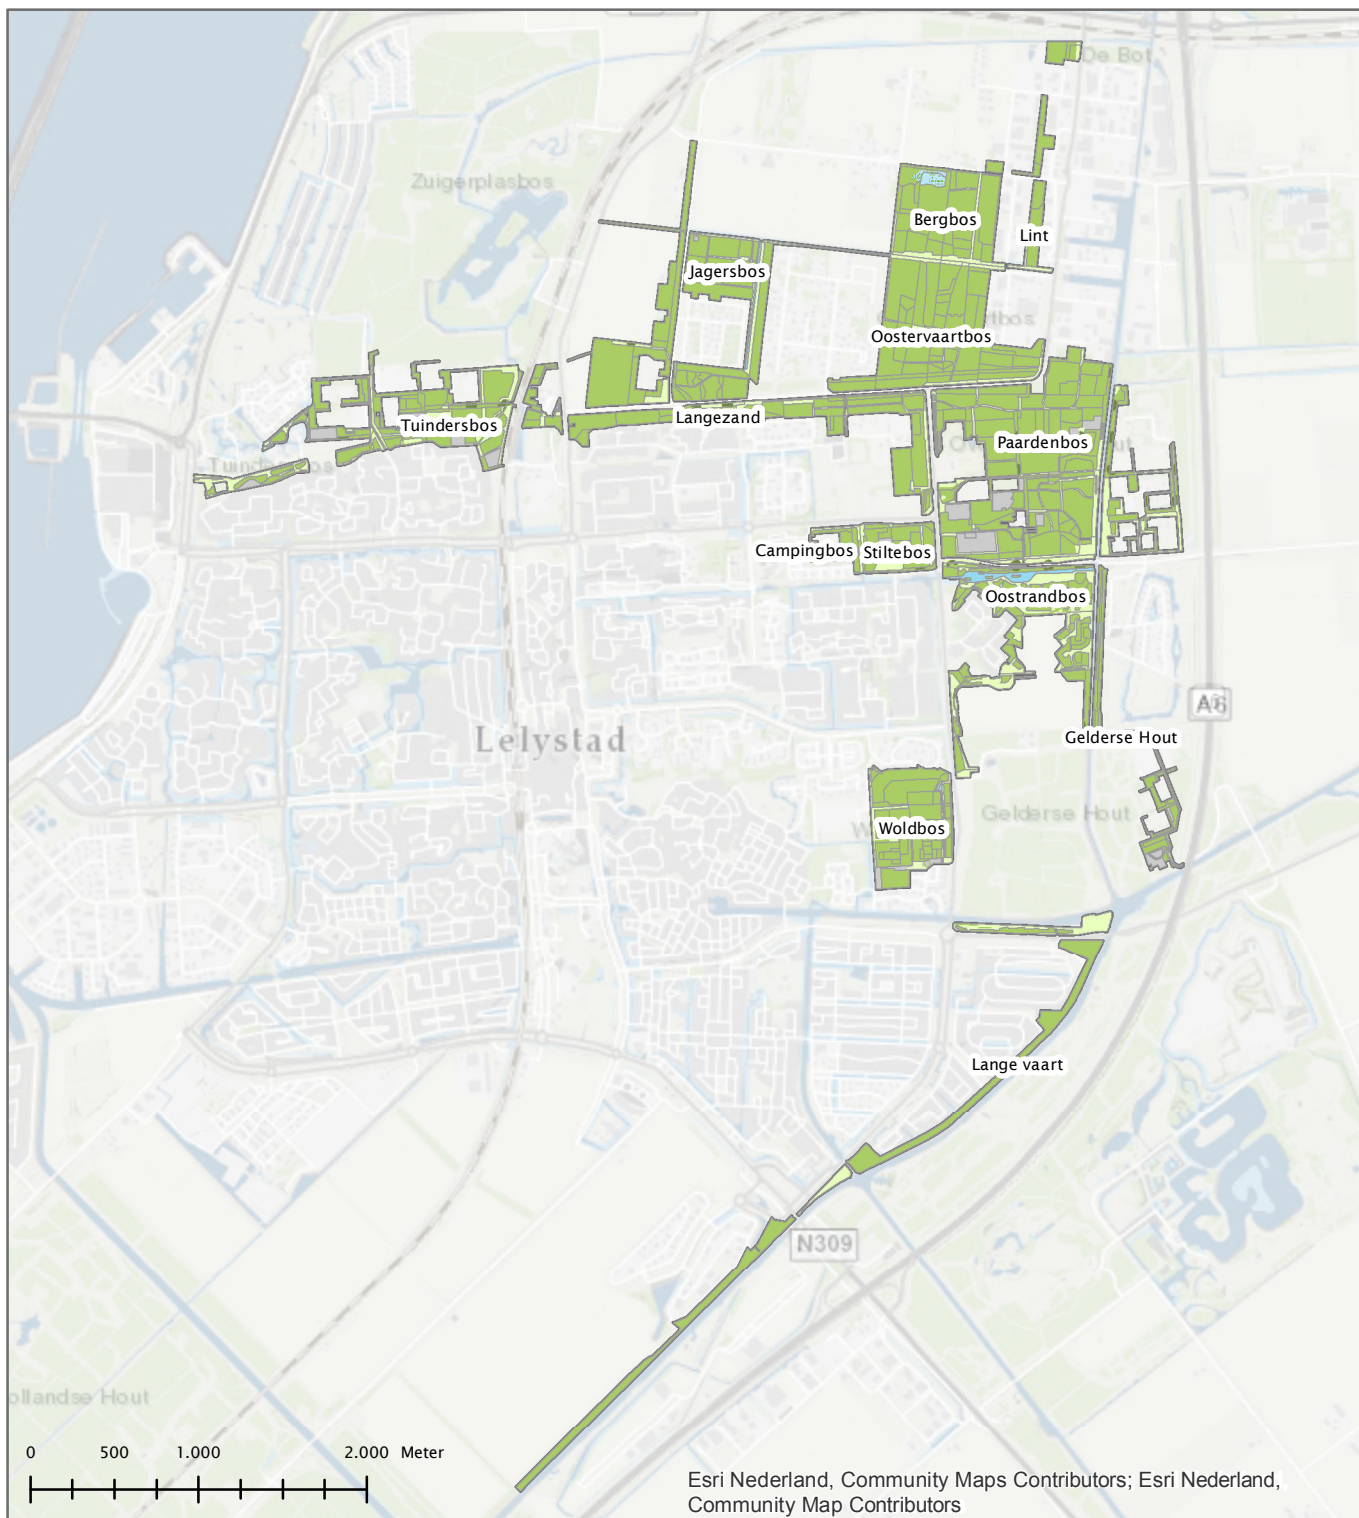 De Bot
Zuigerplasbos
Bergbos
Lint
Jagersbos
Oostervaartbos
Langezand
Tuindersbos
Paardenbos
Campingbos
Stiltebos
Oostrandbos
A6
Gelderse Hout
Lelystad
Gelderse Hout
Woldbos
Lange vaart
N309
ollandse Hout
0 500 1.000 2.000 Meter
Esri Nederland, Community Maps Contributors; Esri Nederland,
Community Map Contributors